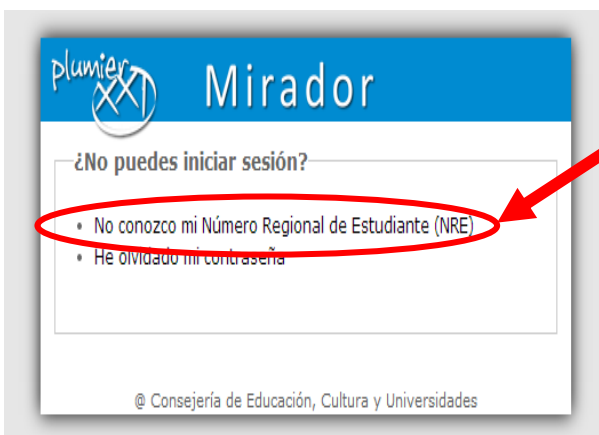 plumier XXI
Mirador
¿No puedes iniciar sesión?
• No conozco mi Número Regional de Estudiante (NRE)
• He olvidado mi contraseña
@ Consejería de Educación, Cultura y Universidades